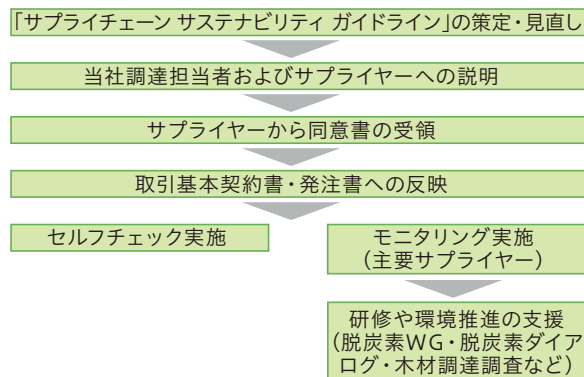 「サプライチェーン サステナビリティ ガイドライン」の策定・見直し
当社調達担当者およびサプライヤーへの説明
サプライヤーから同意書の受領
取引基本契約書・発注書への反映
セルフチェック実施
モニタリング実施
（主要サプライヤー）
研修や環境推進の支援
（脱炭素WG・脱炭素ダイア
ログ・木材調達調査など）